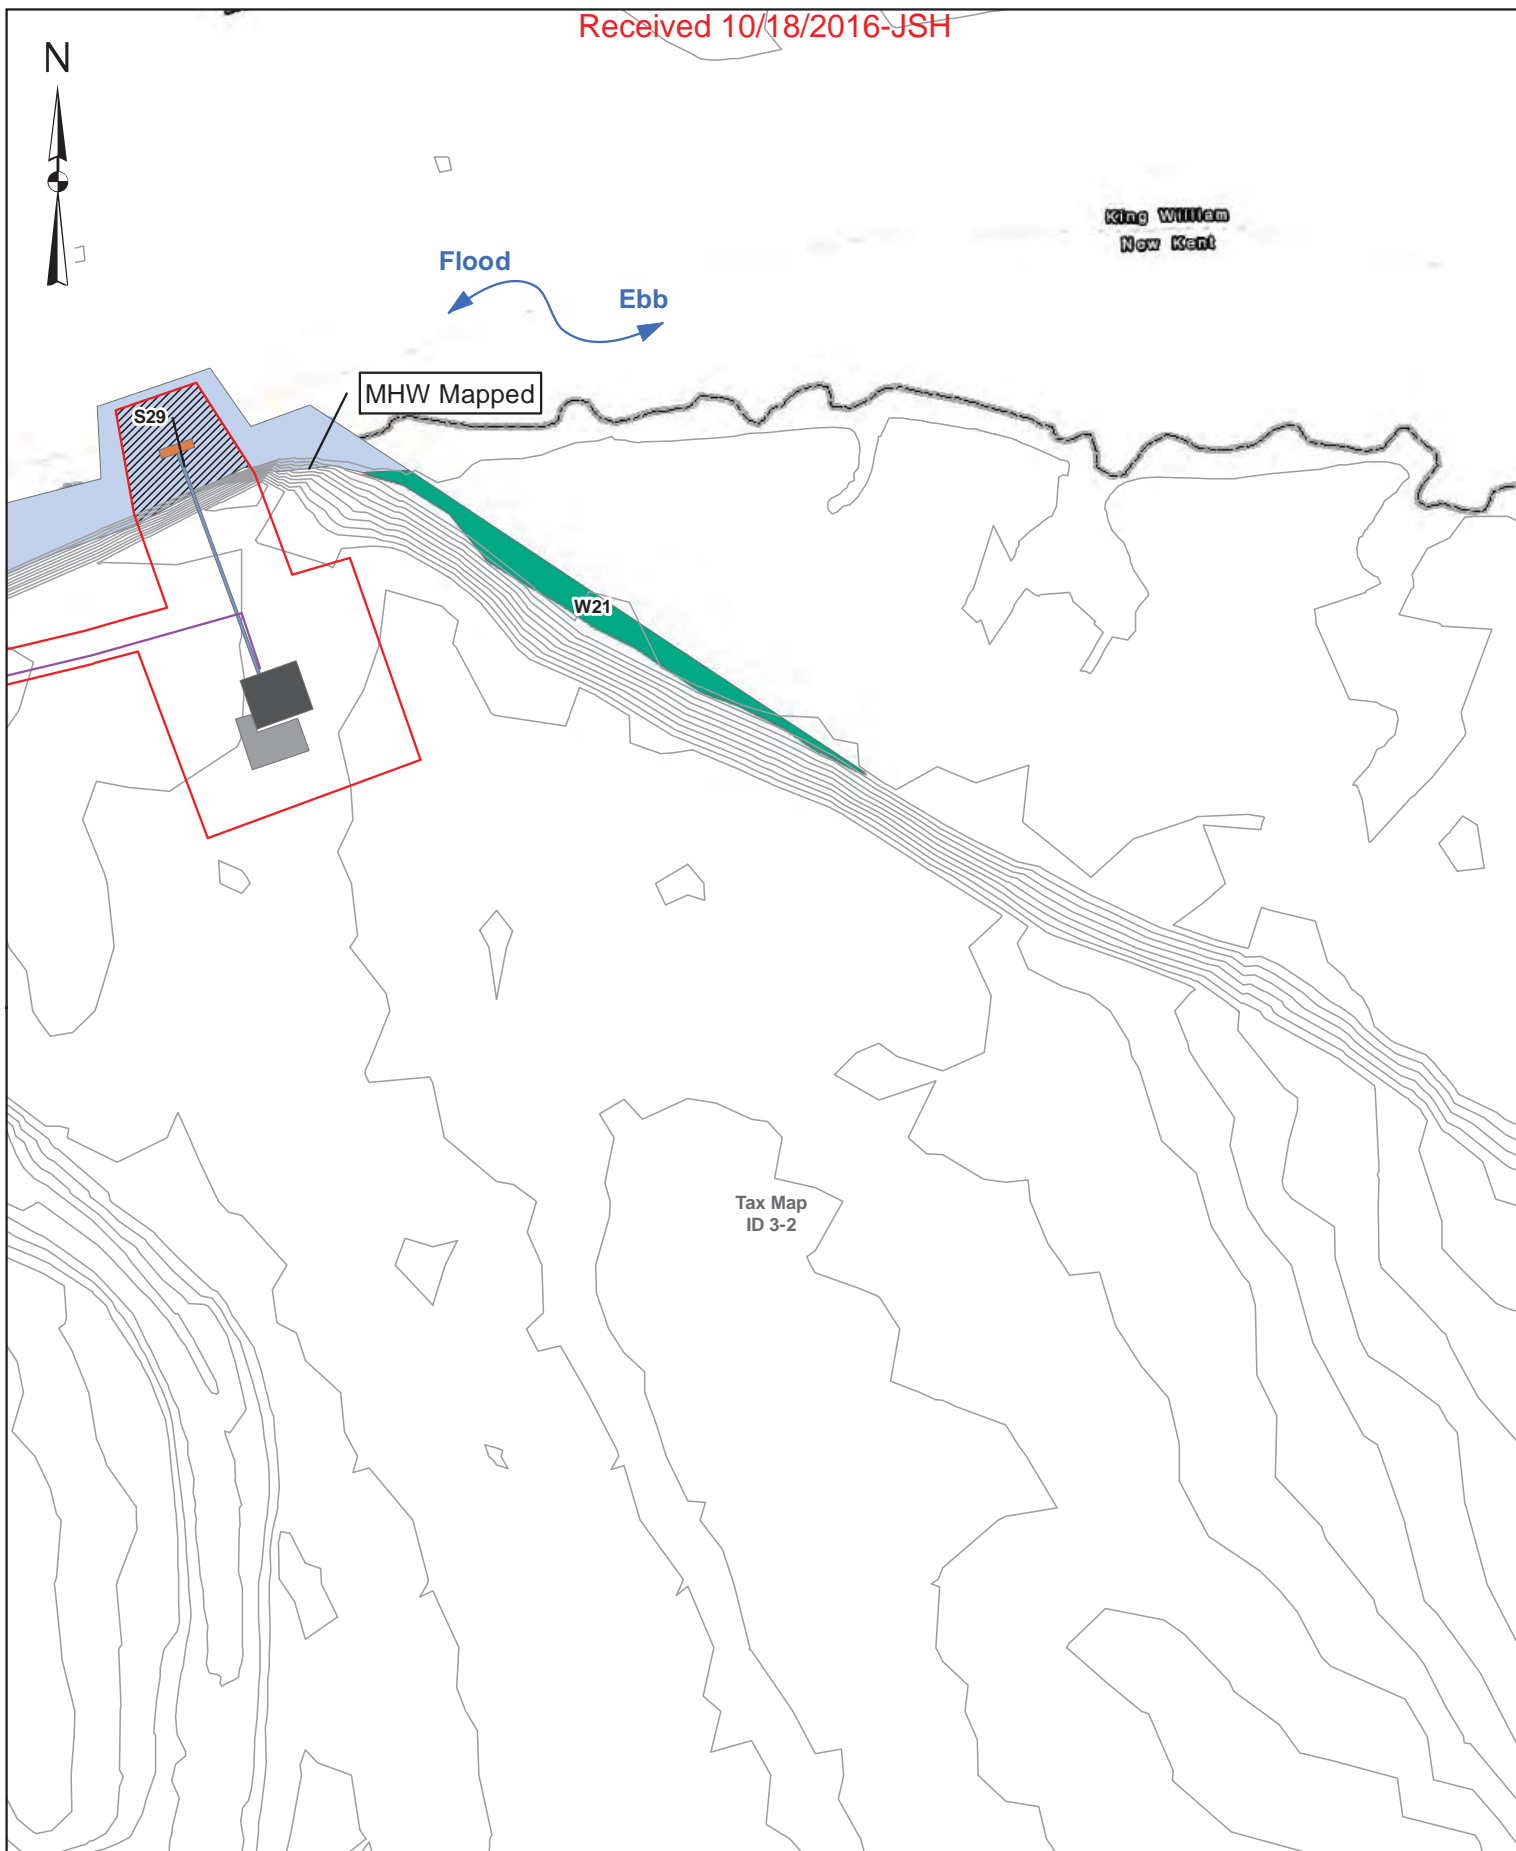 Received 10/18/2016-JSH
N
King William
New Kent
Flood
Ebb
MHW Mapped
S29
W21
Tax Map
ID 3-2